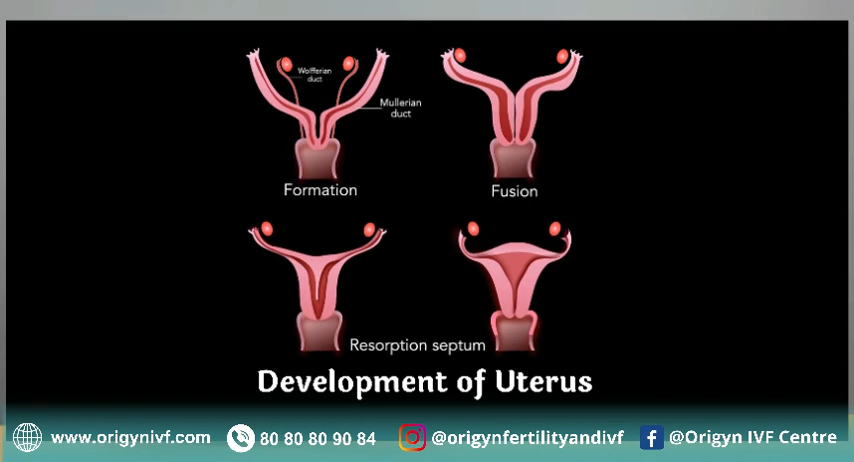 Wolfferian
duct
Mullerian
duct
Formation
Fusion
Resorption septum
Development of Uterus
www.origynivf.com
80 80 80 90 84
@origynfertilityandivf
@Origyn IVF Centre